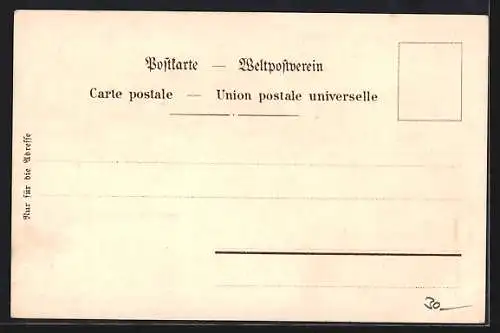 Postkarte — Weltpostverein
Carte postale — Union postale universelle
Nur für die Adresse
30—